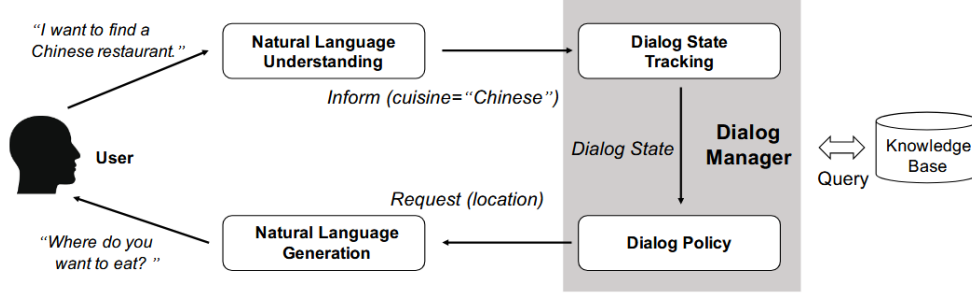 “I want to find a
Chinese restaurant.”
Natural Language
Understanding
Dialog State
Tracking
Inform (cuisine=“Chinese”)
User
Dialog State
Dialog
Manager
Query
Knowledge
Base
Request (location)
“Where do you
want to eat? ”
Natural Language
Generation
Dialog Policy